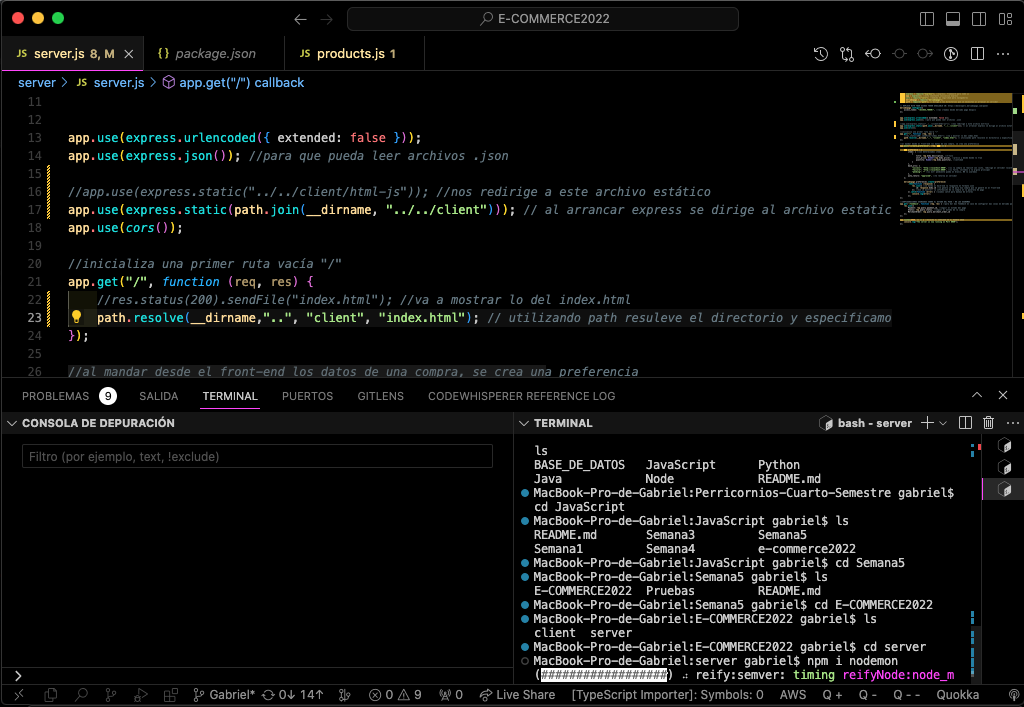 E-COMMERCE2022
JS server.js 8, M
{} package.json
JS products.js 1
server > JS server.js > app.get("/") callback
11
12
13 app.use(express.urlencoded({ extended: false }));
14 app.use(express.json()); //para que pueda leer archivos .json
15
16 //app.use(express.static("../../client/html-js")); //nos redirige a este archivo estático
17 app.use(express.static(path.join(__dirname, "../../client"))); // al arrancar express se dirige al archivo estatic
18 app.use(cors());
19
20 //inicializa una primer ruta vacía "/"
21 app.get("/", function (req, res) {
22 //res.status(200).sendFile("index.html"); //va a mostrar lo del index.html
23 path.resolve(__dirname,"..", "client", "index.html"); // utilizando path resuleve el directorio y especificamo
24 });
25
26 //al mandar desde el front-end los datos de una compra, se crea una preferencia
PROBLEMAS 9 SALIDA TERMINAL PUERTOS GITLENS CODEWHISPERER REFERENCE LOG
CONSOLA DE DEPURACIÓN
Filtro (por ejemplo, text, !exclude)
TERMINAL
bash - server
ls
BASE_DE_DATOS JavaScript Python
Java Node README.md
MacBook-Pro-de-Gabriel:Perricornios-Cuarto-Semestre gabriel$
cd JavaScript
MacBook-Pro-de-Gabriel:JavaScript gabriel$ ls
README.md Semana3 Semana5
Semana1 Semana4 e-commerce2022
MacBook-Pro-de-Gabriel:JavaScript gabriel$ cd Semana5
MacBook-Pro-de-Gabriel:Semana5 gabriel$ ls
E-COMMERCE2022 Pruebas README.md
MacBook-Pro-de-Gabriel:Semana5 gabriel$ cd E-COMMERCE2022
MacBook-Pro-de-Gabriel:E-COMMERCE2022 gabriel$ ls
client server
MacBook-Pro-de-Gabriel:E-COMMERCE2022 gabriel$ cd server
MacBook-Pro-de-Gabriel:server gabriel$ npm i nodemon
(##################) ⠴ reify:semver: timing reifyNode:node_m
Gabriel* 0↓ 14↑ 0 9 0 Live Share [TypeScript Importer]: Symbols: 0 AWS Q + Q - Q - - Quokka